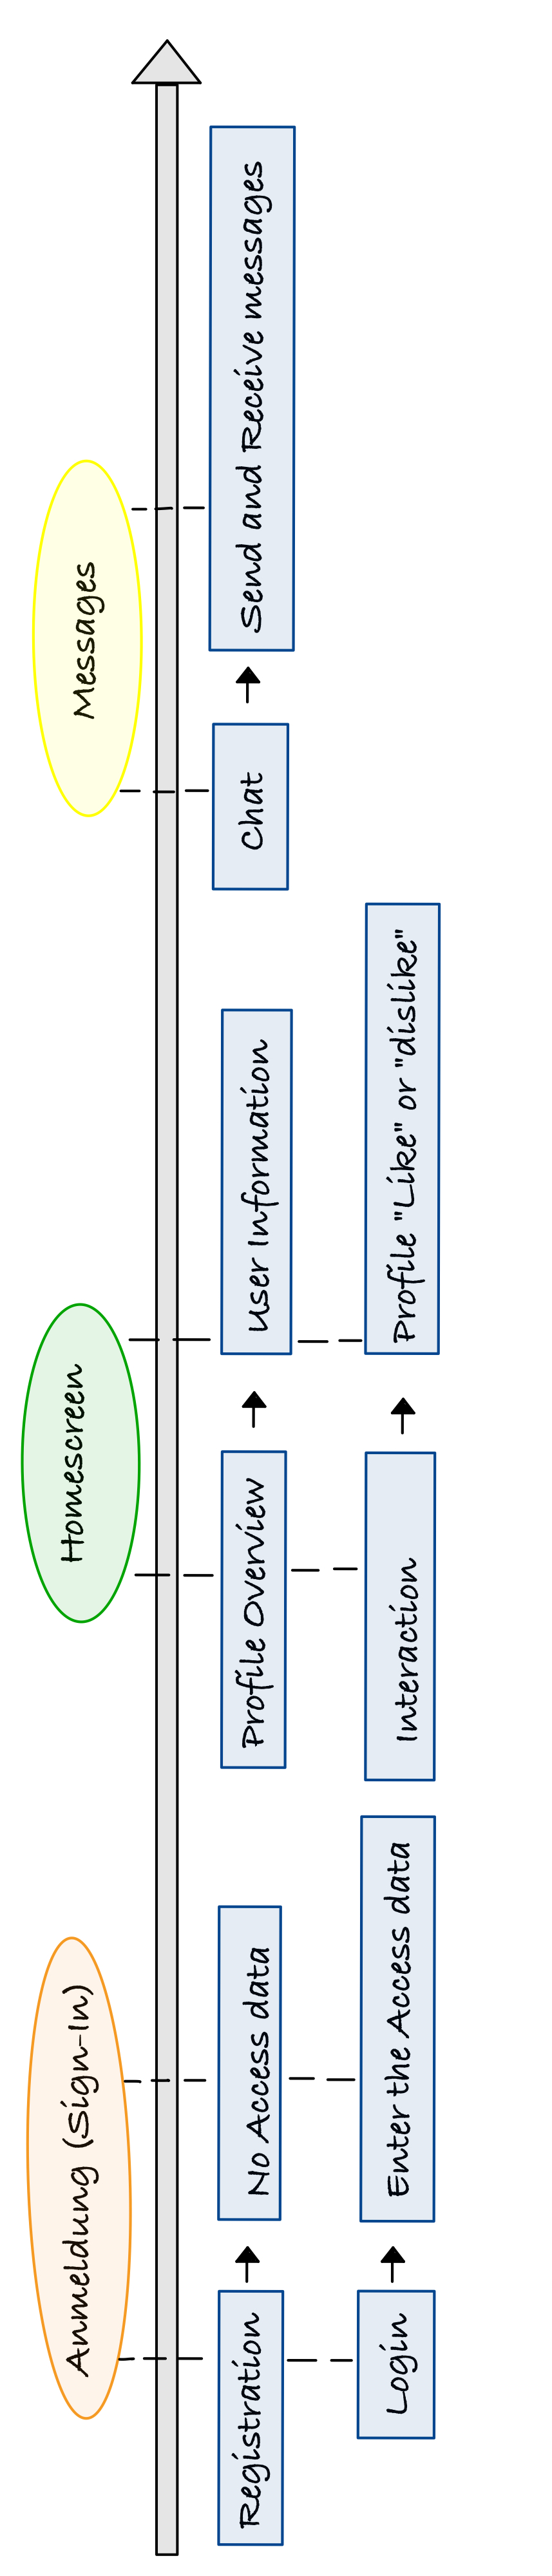 Anmeldung (Sign-In)
Homescreen
Messages
Registration
No Access data
Profile Overview
User Information
Chat
Send and Receive messages
Login
Enter the Access data
Interaction
Profile "Like" or "dislike"